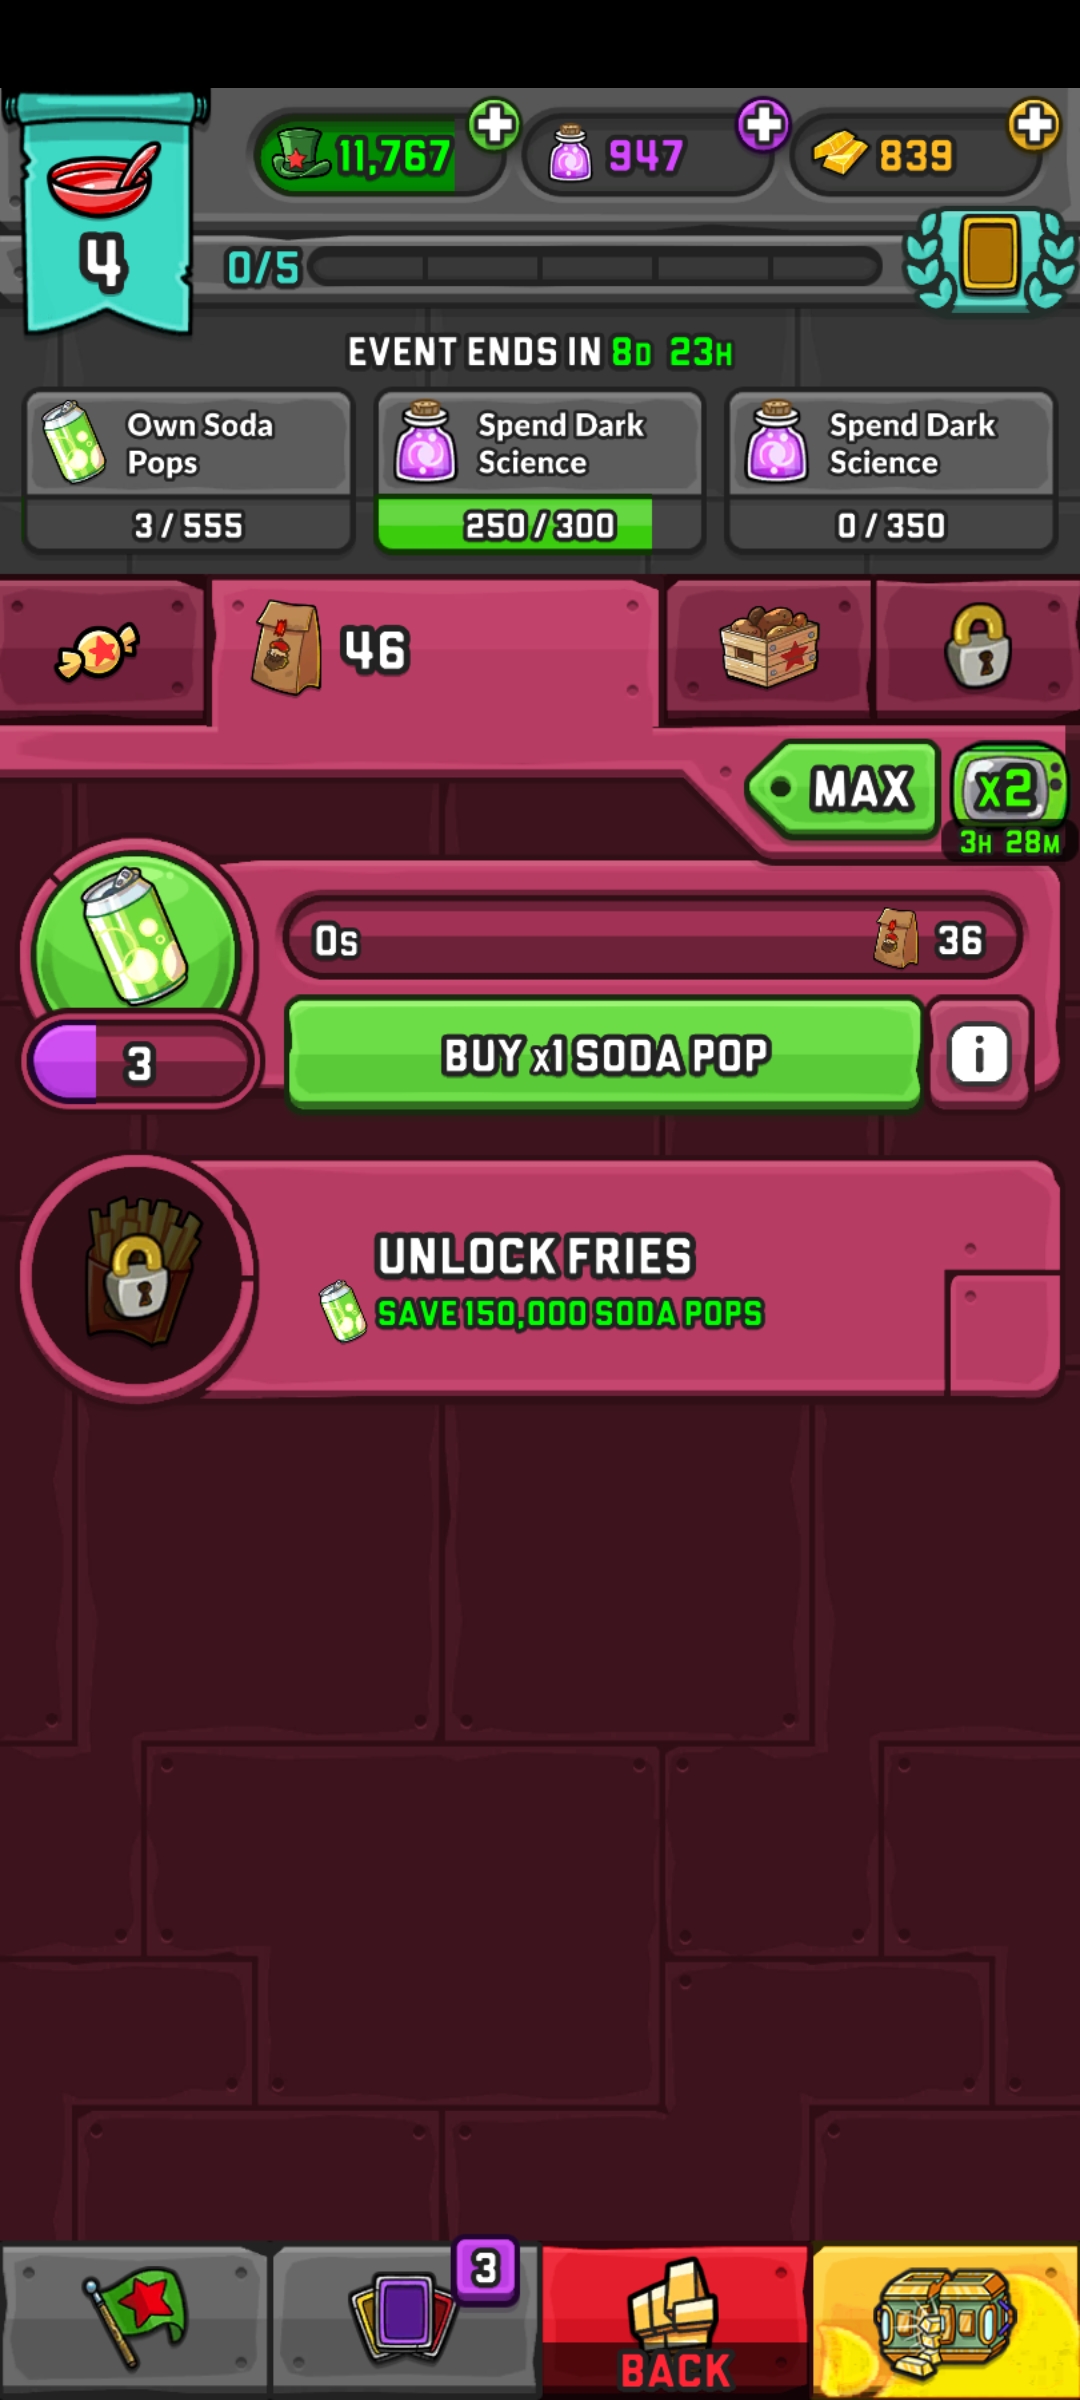 11,767
947
839
4
0/5
EVENT ENDS IN 8D 23H
Own Soda Pops
3 / 555
Spend Dark Science
250 / 300
Spend Dark Science
0 / 350
46
MAX
x2
3H 28M
0s
36
3
BUY x1 SODA POP
i
UNLOCK FRIES
SAVE 150,000 SODA POPS
3
BACK